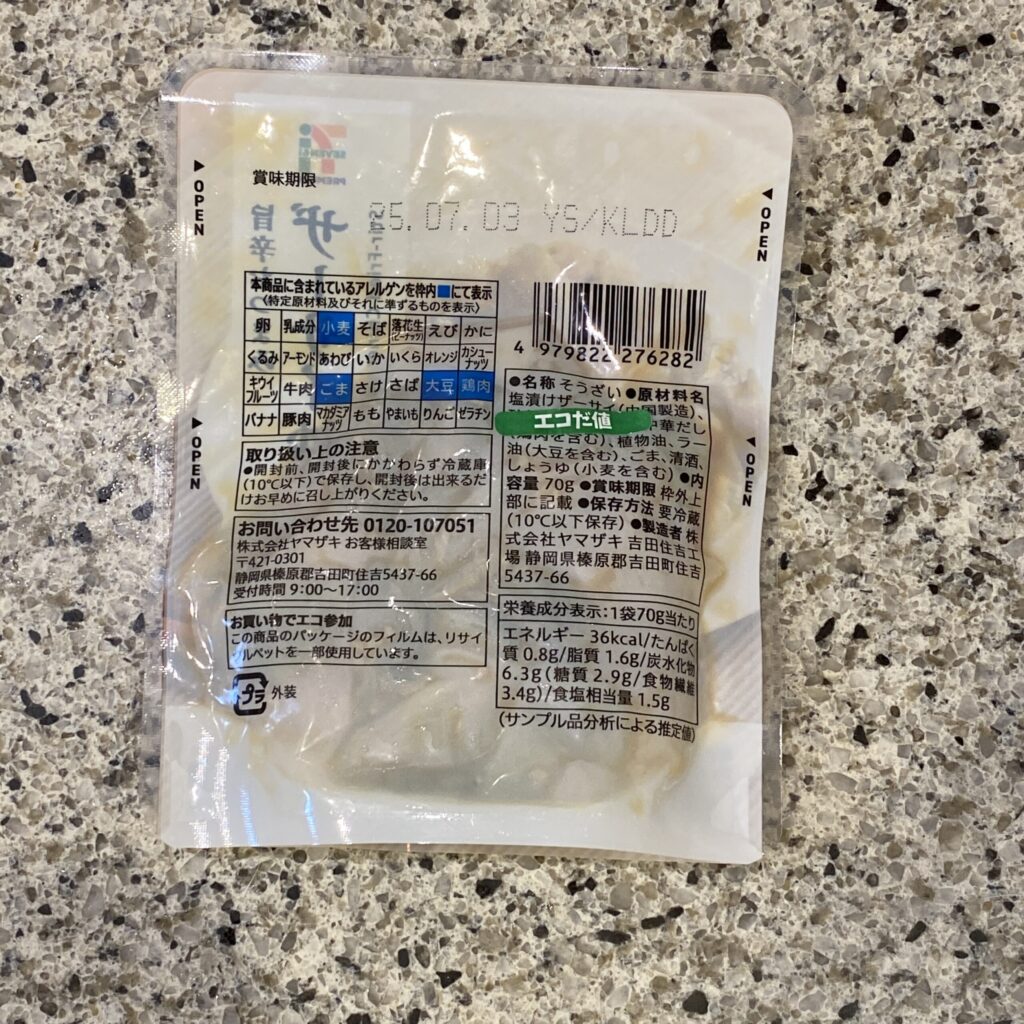 賞味期限
25.07.03 YS/KLDD
OPEN
OPEN
OPEN
OPEN
本商品に含まれているアレルゲンを枠内■にて表示
〈特定原材料及びそれに準ずるものを表示〉
卵 乳成分 小麦 そば 落花生(ピーナッツ) えび かに
くるみ アーモンド あわび いか いくら オレンジ カシューナッツ
キウイフルーツ 牛肉 ごま さけ さば 大豆 鶏肉
バナナ 豚肉 マカダミアナッツ もも やまいも りんご ゼラチン
取り扱い上の注意
●開封前、開封後にかかわらず冷蔵庫
(10℃以下)で保存し、開封後は出来るだ
けお早めに召し上がりください。
お問い合わせ先 0120-107051
株式会社ヤマザキ お客様相談室
〒421-0301
静岡県榛原郡吉田町住吉5437-66
受付時間 9:00〜17:00
お買い物でエコ参加
この商品のパッケージのフィルムは、リサイ
クルペットを一部使用しています。
プラ 外装
4 979822 276282
●名称 そうざい ●原材料名
塩漬けザーサイ(中国製造)、
エコだ値
中華だし
(鶏肉を含む)、植物油、ラー
油(大豆を含む)、ごま、清酒、
しょうゆ(小麦を含む) ●内
容量 70g ●賞味期限 枠外上
部に記載 ●保存方法 要冷蔵
(10℃以下保存) ●製造者 株
式会社ヤマザキ 吉田住吉工
場 静岡県榛原郡吉田町住吉
5437-66
栄養成分表示:1袋70g当たり
エネルギー 36kcal/たんぱく
質 0.8g/脂質 1.6g/炭水化物
6.3g(糖質 2.9g/食物繊維
3.4g)/食塩相当量 1.5g
(サンプル品分析による推定値)